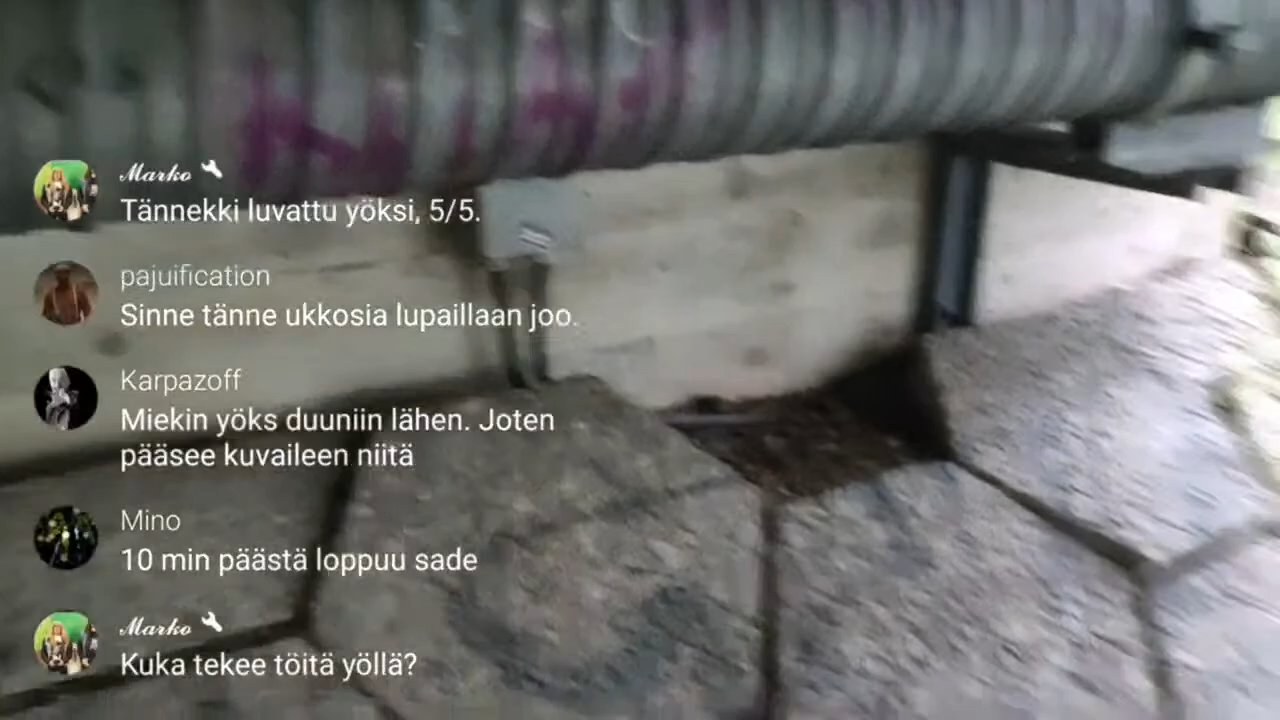 Marko
Tännekki luvattu yöksi, 5/5.
pajuification
Sinne tänne ukkosia lupaillaan joo.
Karpazoff
Miekin yöks duuniin lähen. Joten
pääsee kuvaileen niitä
Mino
10 min päästä loppuu sade
Marko
Kuka tekee töitä yöllä?